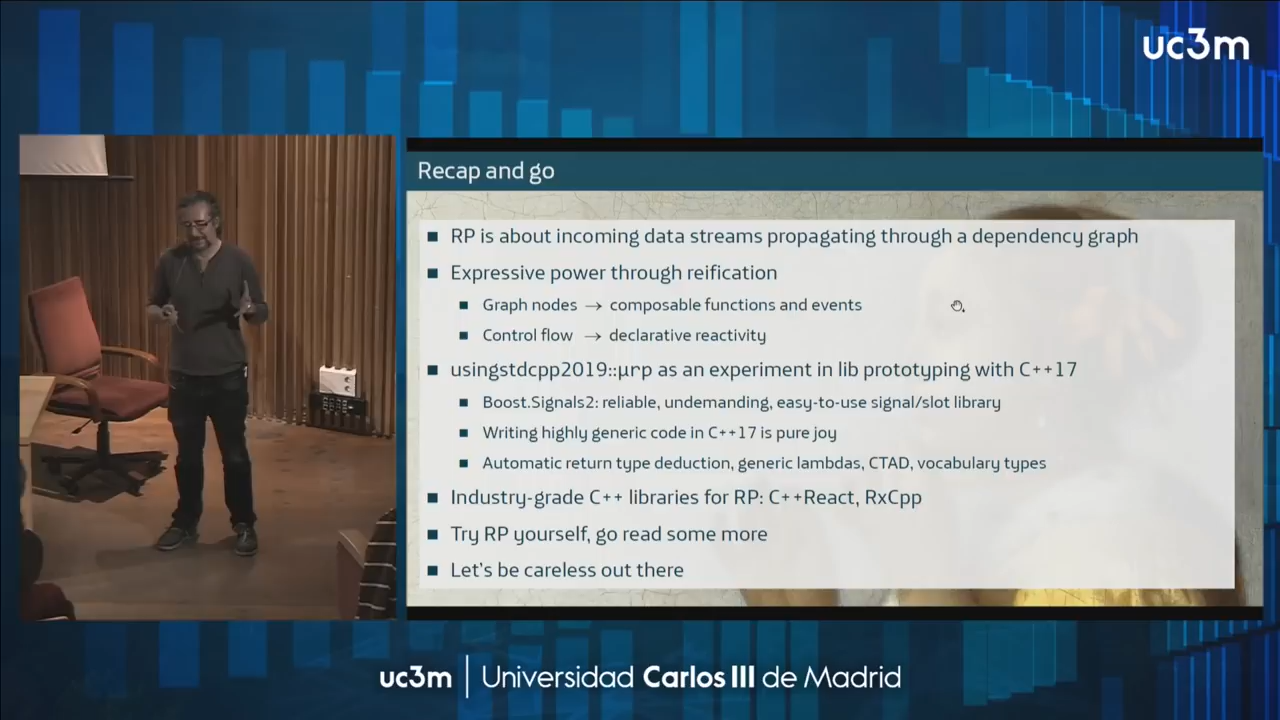 uc3m
Recap and go
■ RP is about incoming data streams propagating through a dependency graph
■ Expressive power through reification
■ Graph nodes → composable functions and events
■ Control flow → declarative reactivity
■ usingstdcpp2019::µrp as an experiment in lib prototyping with C++17
■ Boost.Signals2: reliable, undemanding, easy-to-use signal/slot library
■ Writing highly generic code in C++17 is pure joy
■ Automatic return type deduction, generic lambdas, CTAD, vocabulary types
■ Industry-grade C++ libraries for RP: C++React, RxCpp
■ Try RP yourself, go read some more
■ Let's be careless out there
uc3m | Universidad Carlos III de Madrid